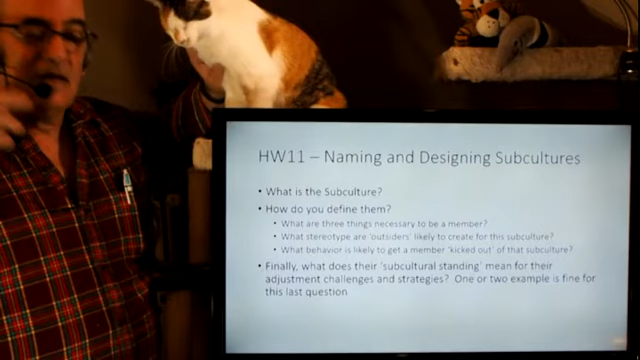 HW11 – Naming and Designing Subcultures
• What is the Subculture?
• How do you define them?
• What are three things necessary to be a member?
• What stereotype are 'outsiders' likely to create for this subculture?
• What behavior is likely to get a member 'kicked out' of that subculture?
• Finally, what does their 'subcultural standing' mean for their
adjustment challenges and strategies? One or two example is fine for
this last question